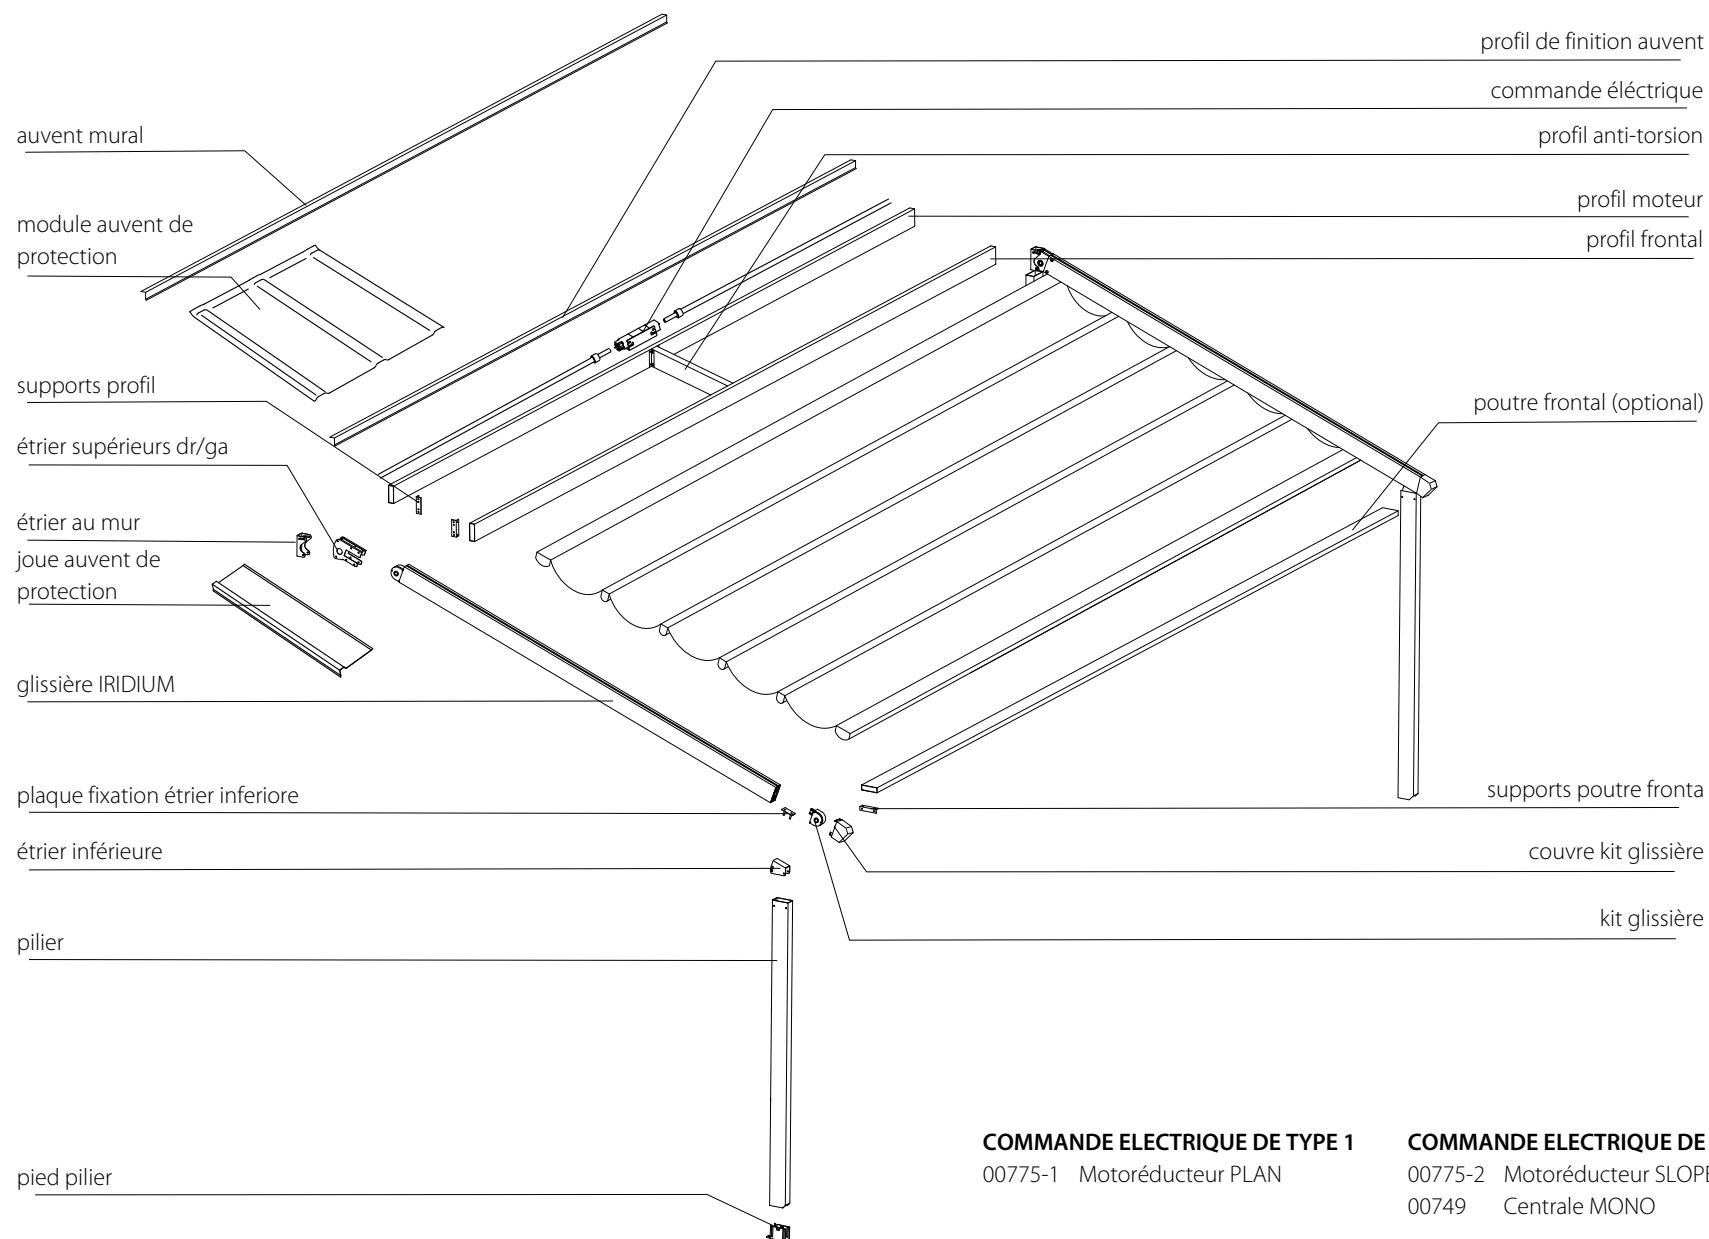 profil de finition auvent
commande éléctrique
profil anti-torsion
profil moteur
profil frontal
auvent mural
module auvent de
protection
supports profil
étrier supérieurs dr/ga
étrier au mur
joue auvent de
protection
glissière IRIDIUM
plaque fixation étrier inferiore
étrier inférieure
pilier
pied pilier
poutre frontal (optional)
supports poutre fronta
couvre kit glissière
kit glissière
COMMANDE ELECTRIQUE DE TYPE 1
00775-1 Motoréducteur PLAN
COMMANDE ELECTRIQUE DE
00775-2 Motoréducteur SLOPE
00749 Centrale MONO